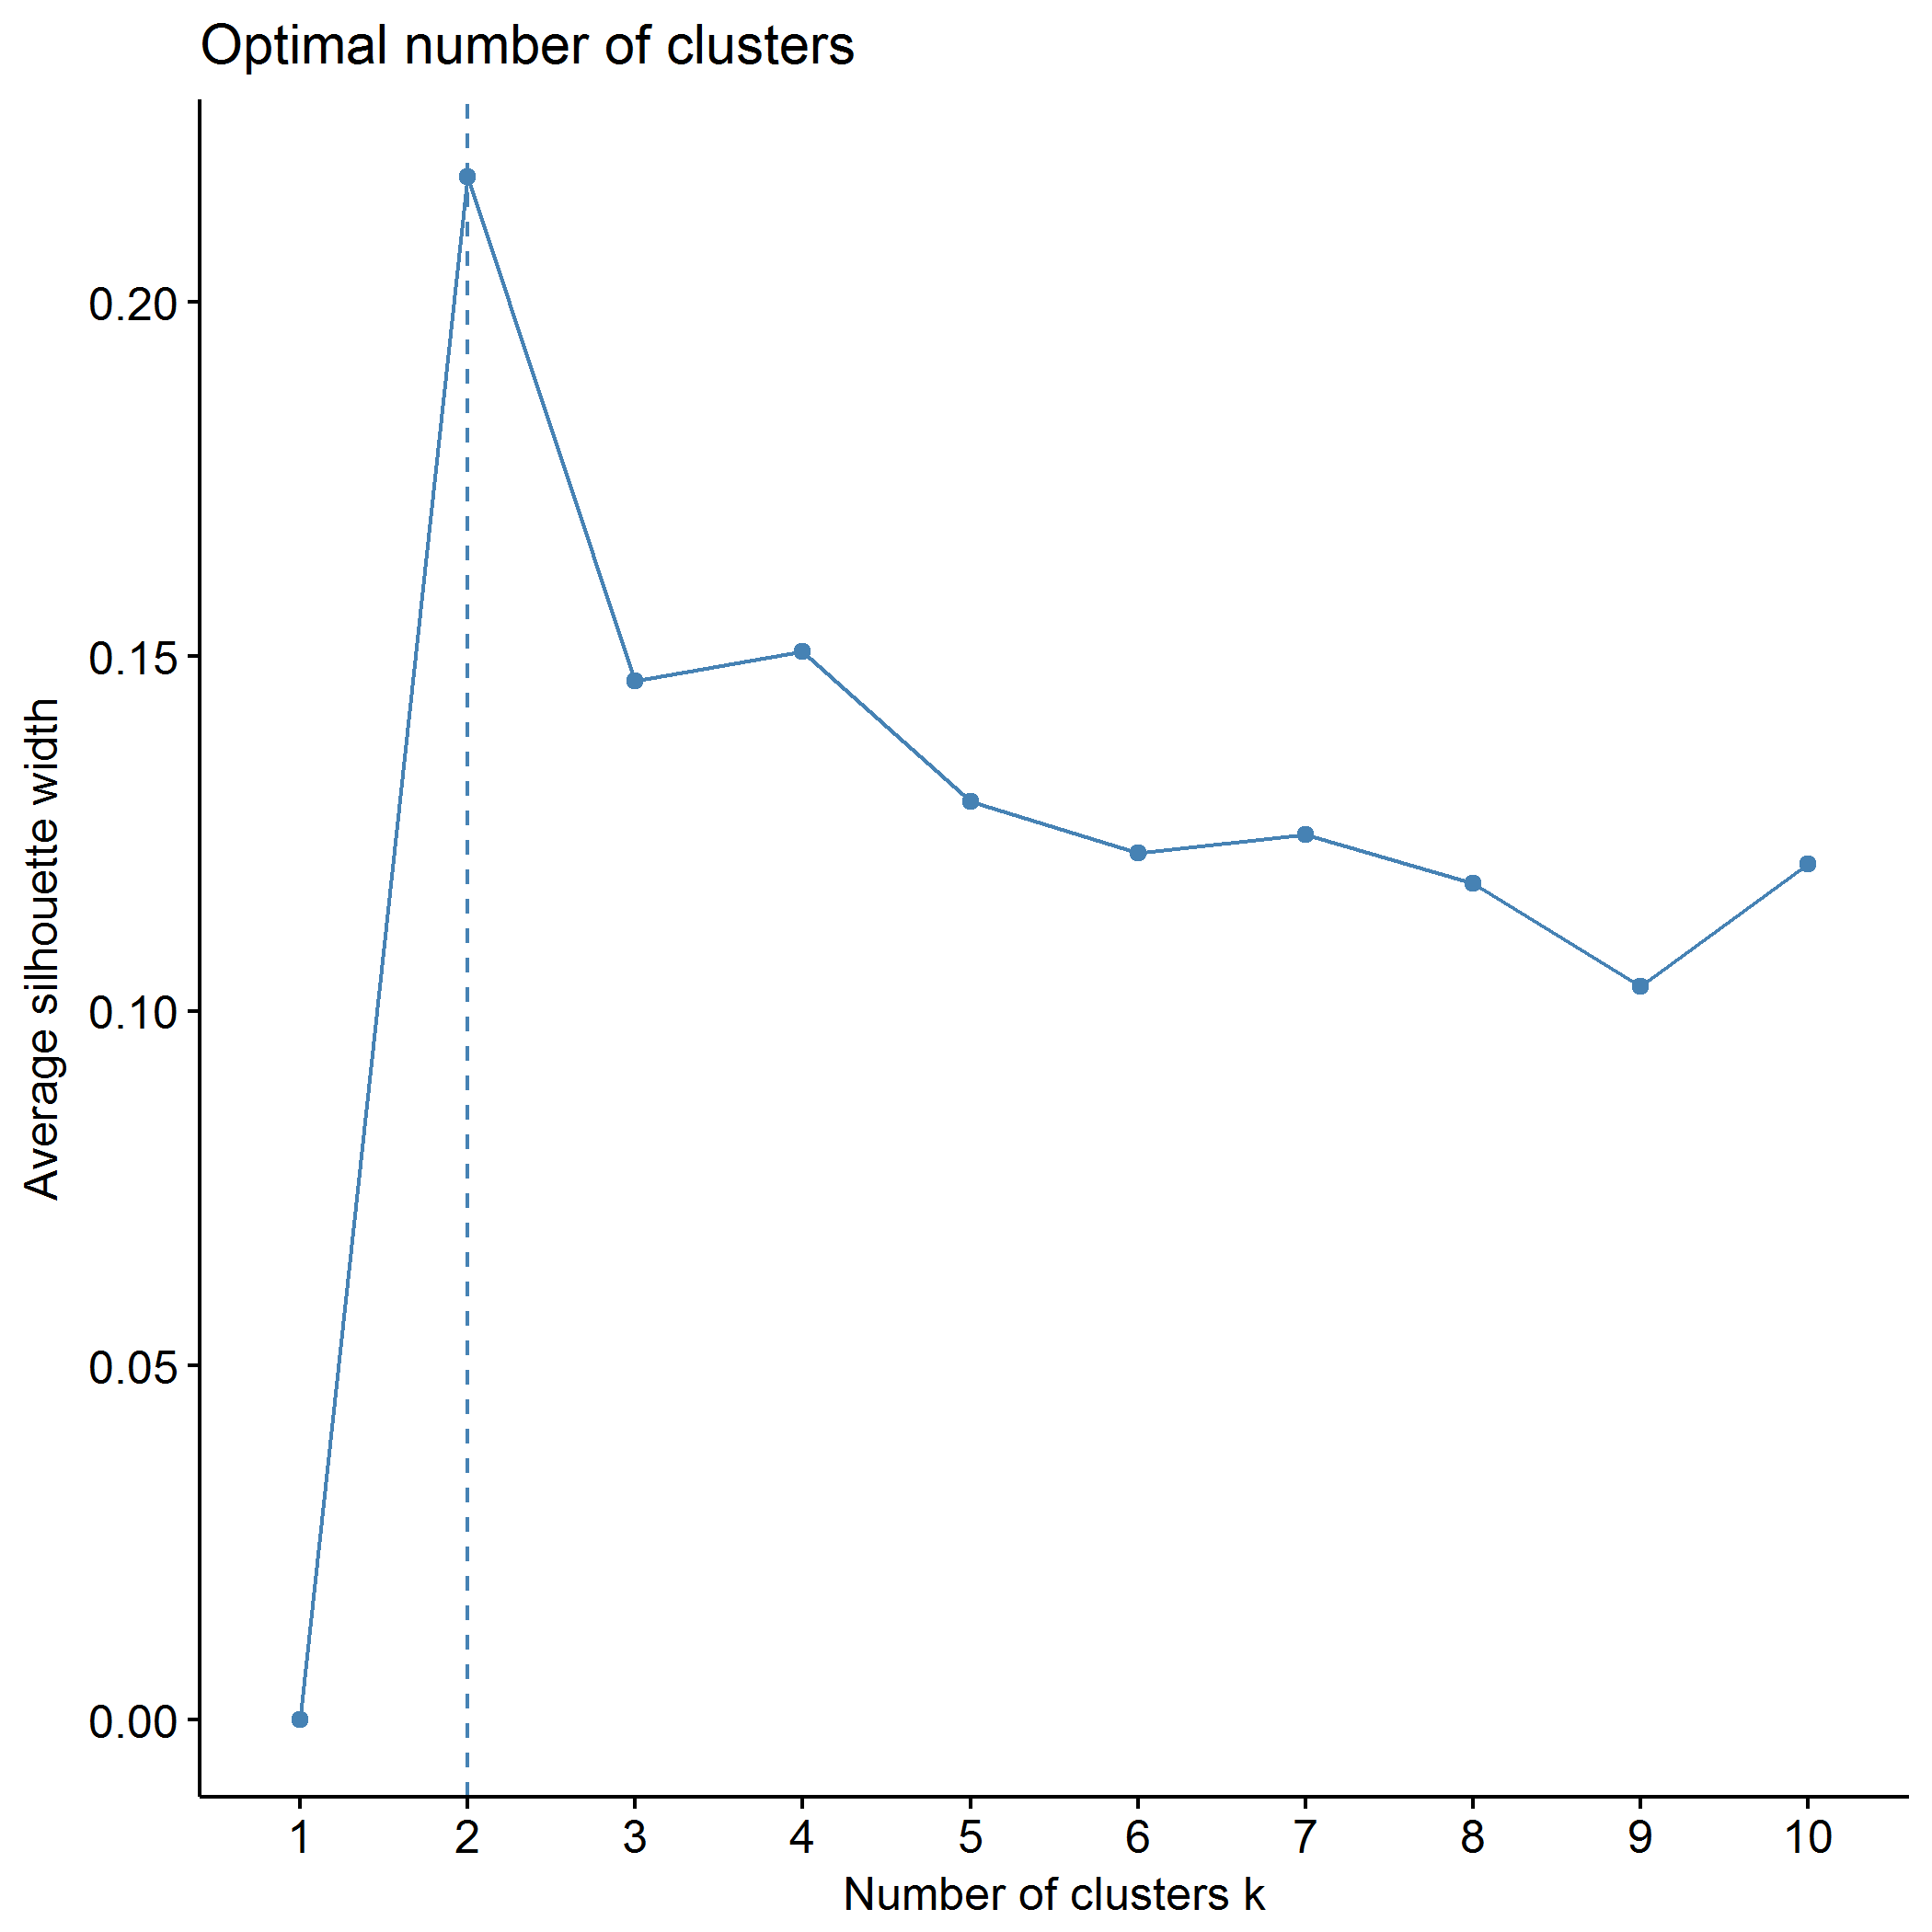 Optimal number of clusters
Average silhouette width
0.20
0.15
0.10
0.05
0.00
1 2 3 4 5 6 7 8 9 10
Number of clusters k